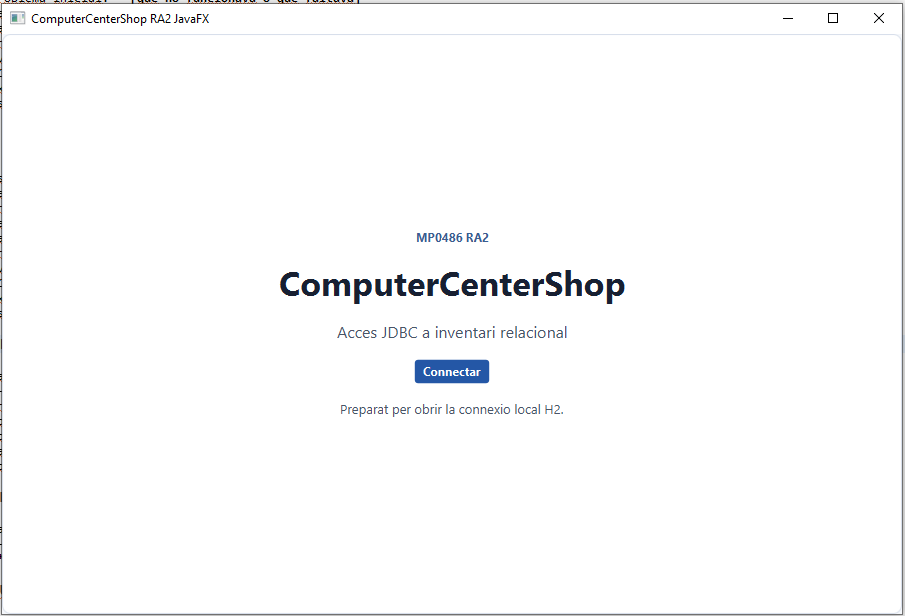 ComputerCenterShop RA2 JavaFX
MP0486 RA2
ComputerCenterShop
Acces JDBC a inventari relacional
Connectar
Preparat per obrir la connexio local H2.